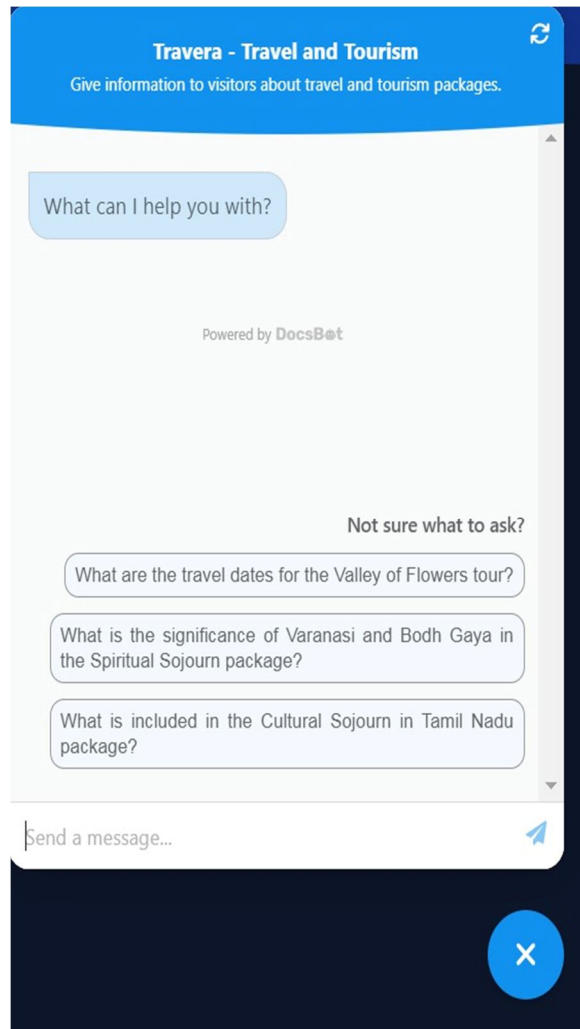 Travera - Travel and Tourism
Give information to visitors about travel and tourism packages.
What can I help you with?
Powered by DocsBot
Not sure what to ask?
What are the travel dates for the Valley of Flowers tour?
What is the significance of Varanasi and Bodh Gaya in
the Spiritual Sojourn package?
What is included in the Cultural Sojourn in Tamil Nadu
package?
Send a message...